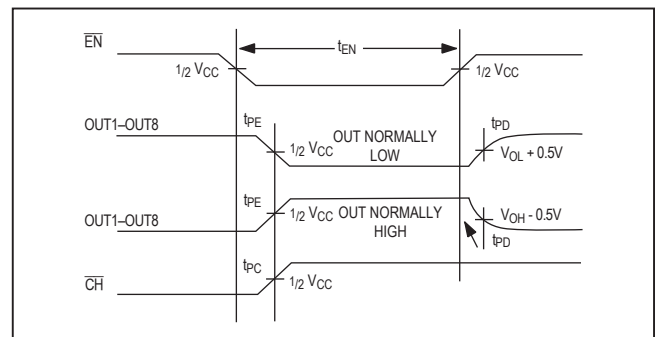 EN
tEN
1/2 VCC
1/2 VCC
OUT1–OUT8
tPE
1/2 VCC
OUT NORMALLY
LOW
tPD
VOL + 0.5V
OUT1–OUT8
tPE
1/2 VCC
OUT NORMALLY
HIGH
VOH - 0.5V
tPD
CH
tPC
1/2 VCC